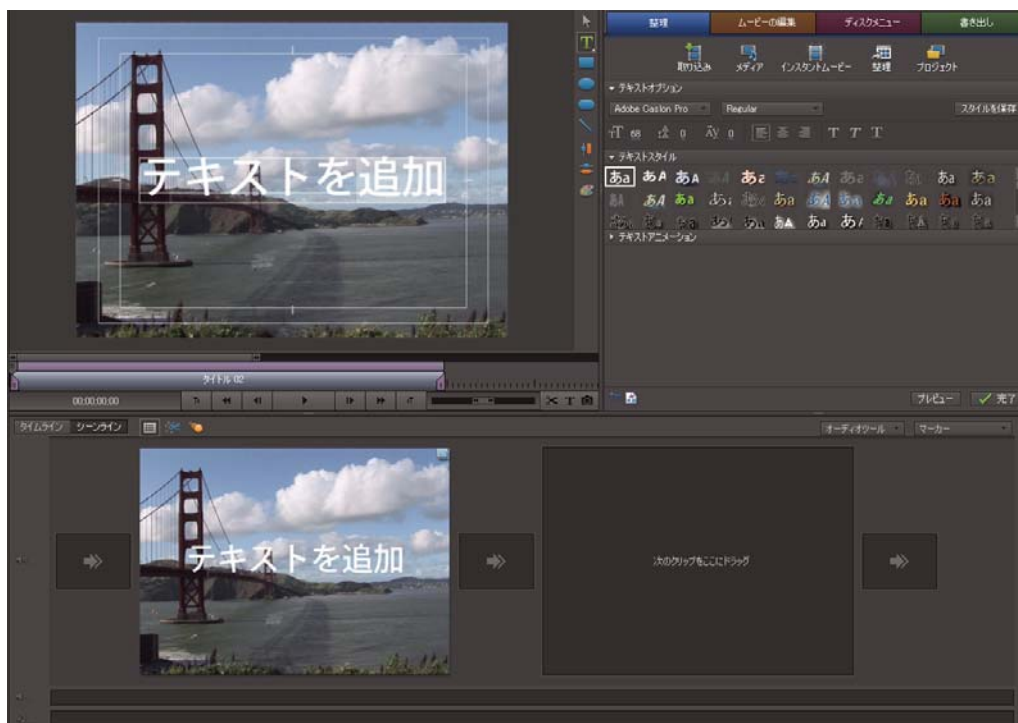 整理 ムービーの編集 ディスクメニュー 書き出し
取り込み メディア インスタントムービー 整理 プロジェクト
テキストオプション
Adobe Caslon Pro Regular スタイルを保存
T 68 0 AV 0 T T T
テキストスタイル
テキストアニメーション
テキストを追加
タイトル 02
00;00;00;00
プレビュー 完了
タイムライン シーンライン オーディオツール マーカー
テキストを追加
次のクリップをここにドラッグ